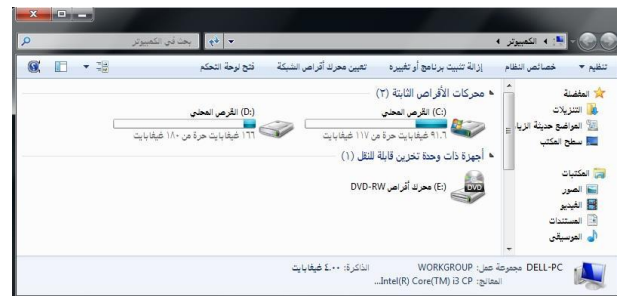 الكمبيوتر
بحث في الكمبيوتر
تنظيم
خصائص النظام
إزالة تثبيت برنامج أو تغييره
تعيين محرك أقراص الشبكة
فتح لوحة التحكم
المفضلة
التنزيلات
المواضع حديثة الزيا
سطح المكتب
المكتبات
الصور
الفيديو
المستندات
الموسيقى
محركات الأقراص الثابتة (٢)
القرص المحلي (C:)
٩١.٦ غيغابايت حرة من ١١٧ غيغابايت
القرص المحلي (D:)
١٦٦ غيغابايت حرة من ١٨٠ غيغابايت
أجهزة ذات وحدة تخزين قابلة للنقل (١)
محرك أقراص DVD-RW (E:)
DVD
DELL-PC مجموعة عمل: WORKGROUP الذاكرة: ٤.٠٠ غيغابايت
المعالج: Intel(R) Core(TM) i3 CP...